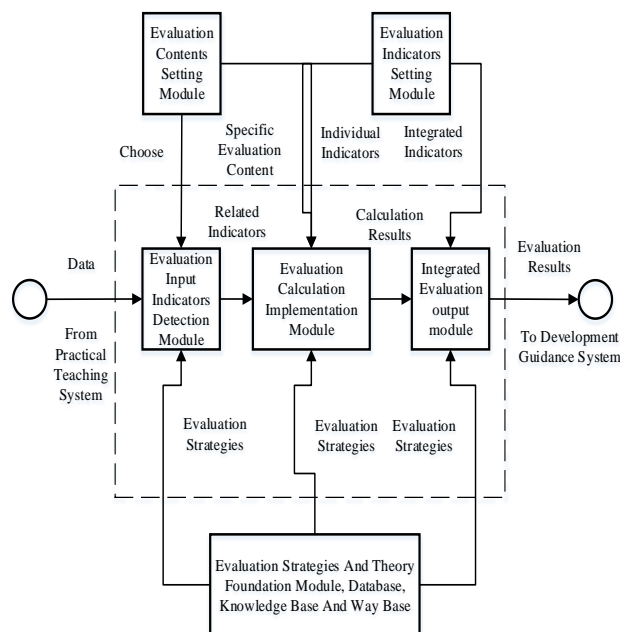 Evaluation
Contents
Setting
Module
Evaluation
Indicators
Setting
Module
Choose
Specific
Evaluation
Content
Individual
Indicators
Integrated
Indicators
Related
Indicators
Calculation
Results
Data
Evaluation
Input
Indicators
Detection
Module
Evaluation
Calculation
Implementation
Module
Integrated
Evaluation
output
module
Evaluation
Results
From
Practical
Teaching
System
To Development
Guidance System
Evaluation
Strategies
Evaluation
Strategies
Evaluation
Strategies
Evaluation Strategies And Theory
Foundation Module, Database,
Knowledge Base And Way Base